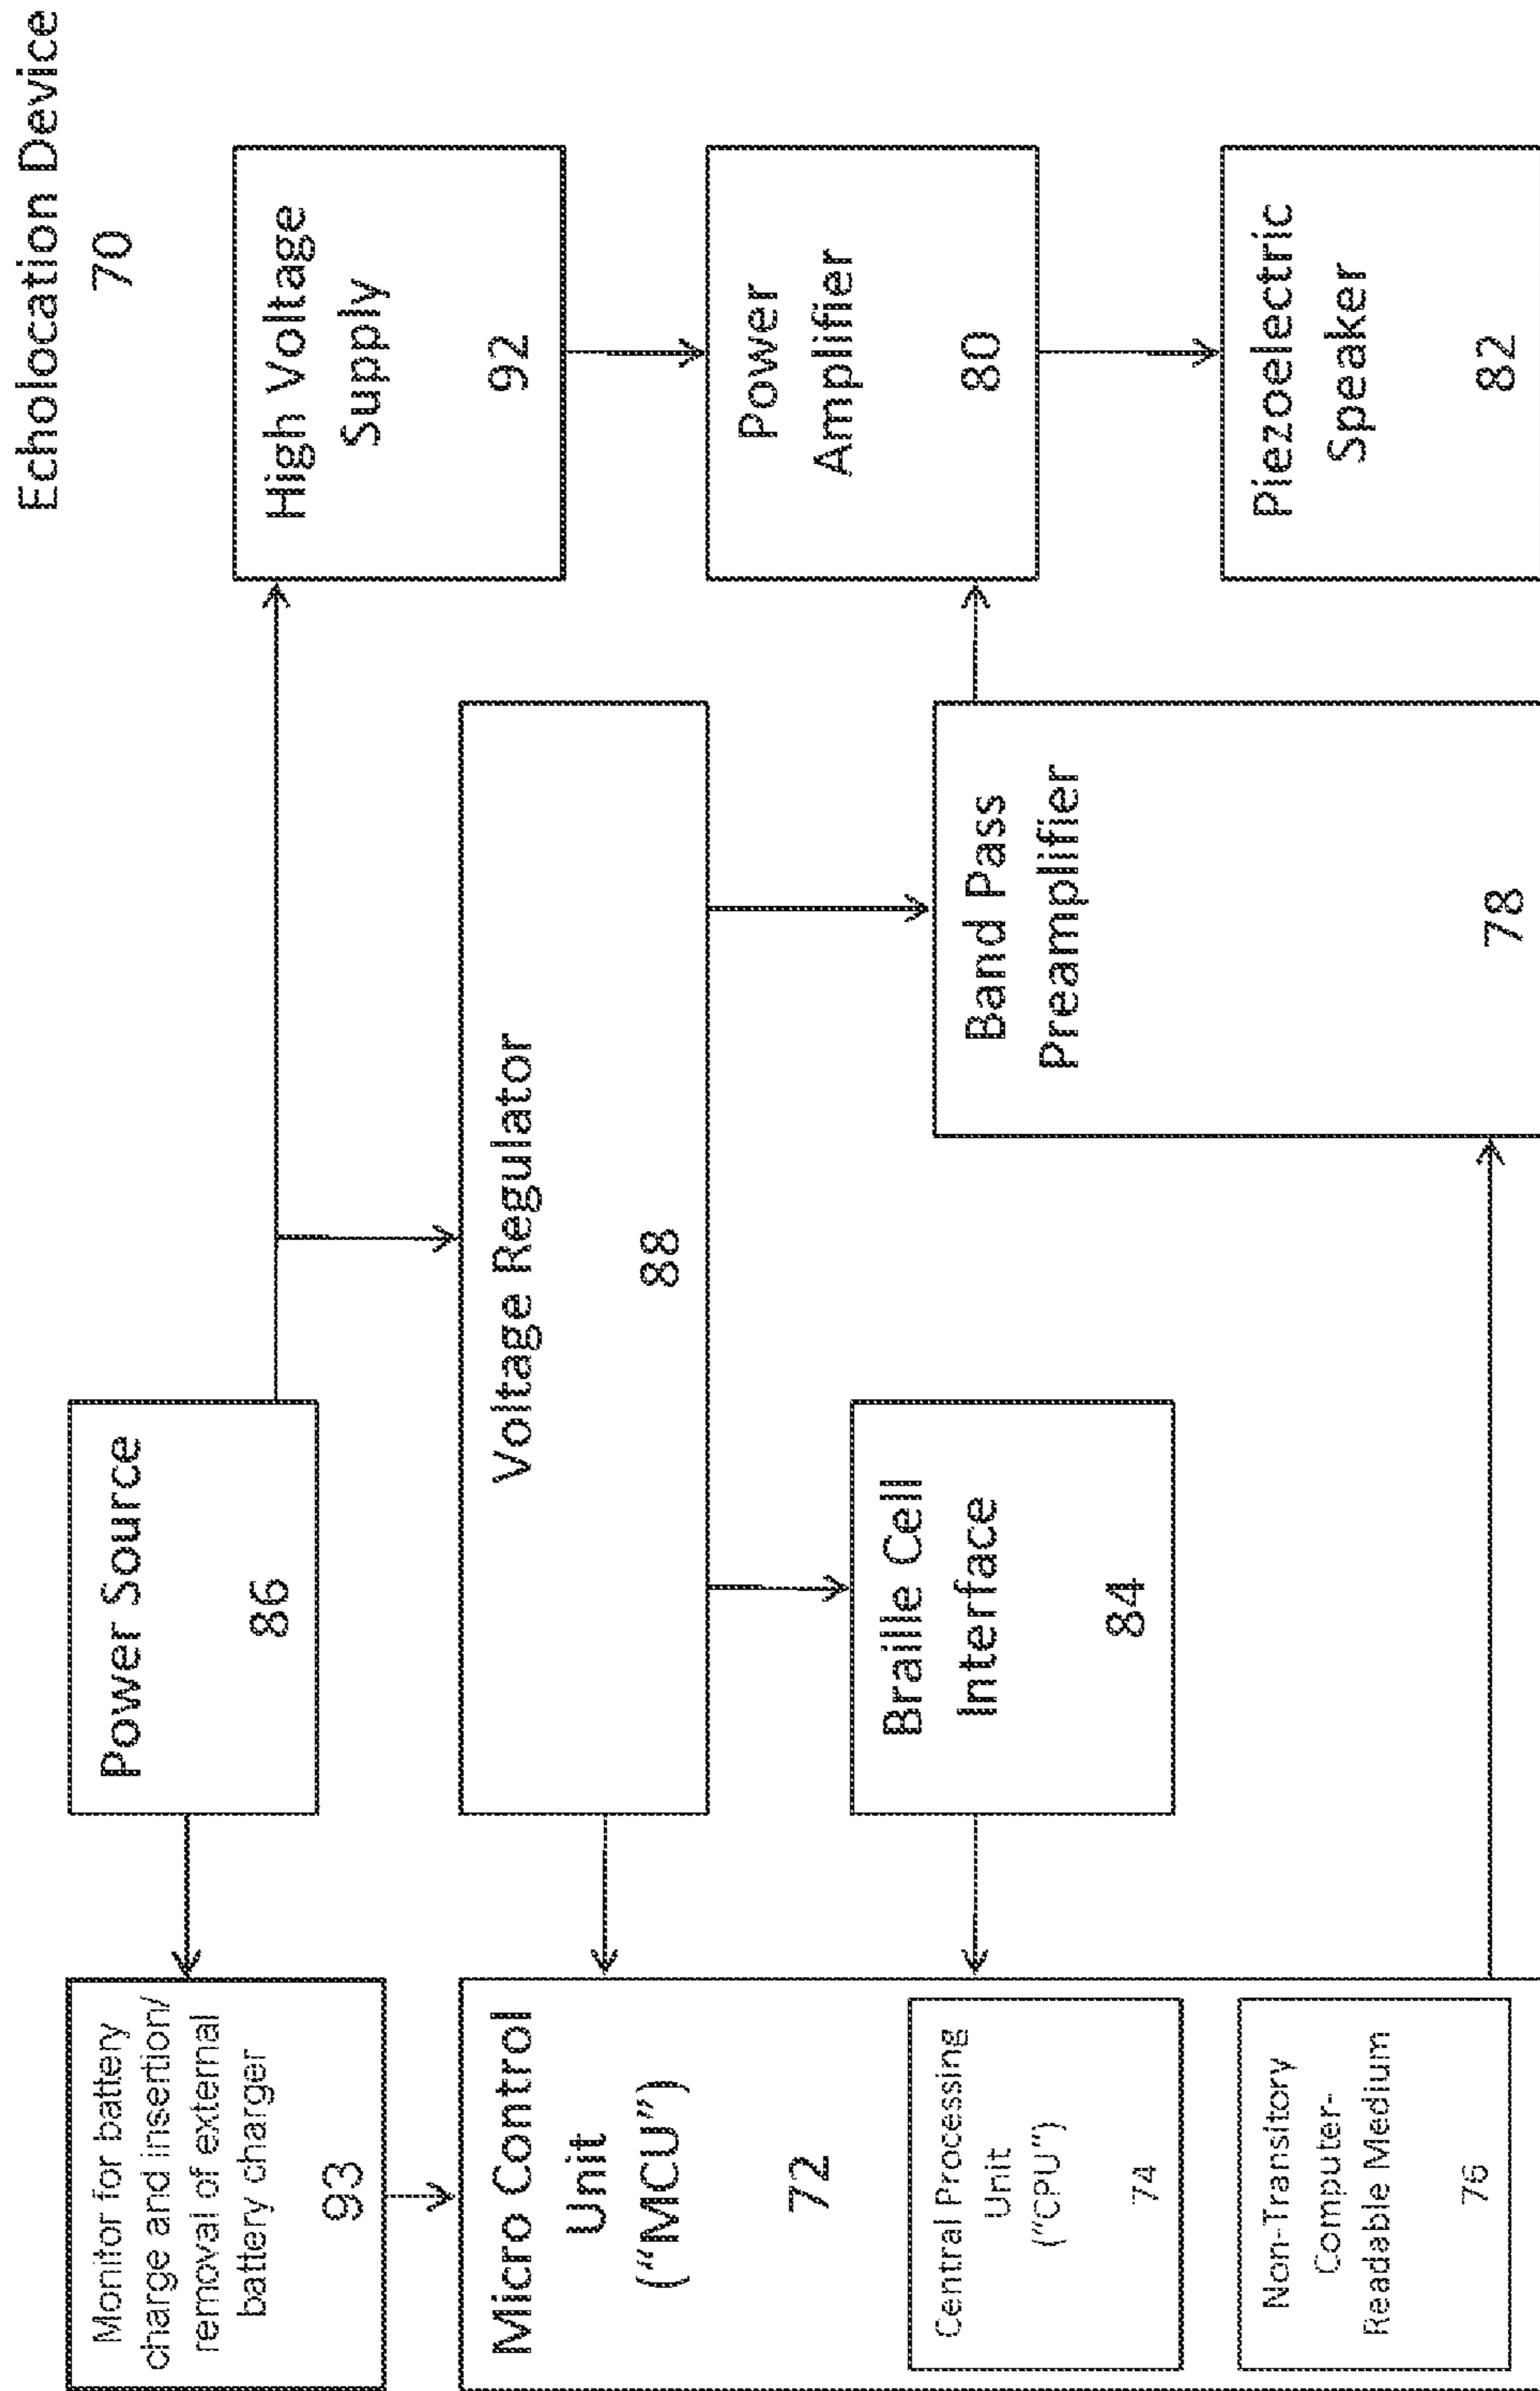 Echolocation Device
70
Monitor for battery
charge and insertion/
removal of external
battery charger
93
Power Source
86
High Voltage
Supply
92
Micro Control
Unit
("MCU")
72
Voltage Regulator
88
Power
Amplifier
80
Central Processing
Unit
("CPU")
74
Braille Cell
Interface
84
Band Pass
Preamplifier
78
Non-Transitory
Computer-
Readable Medium
76
Piezoelectric
Speaker
82